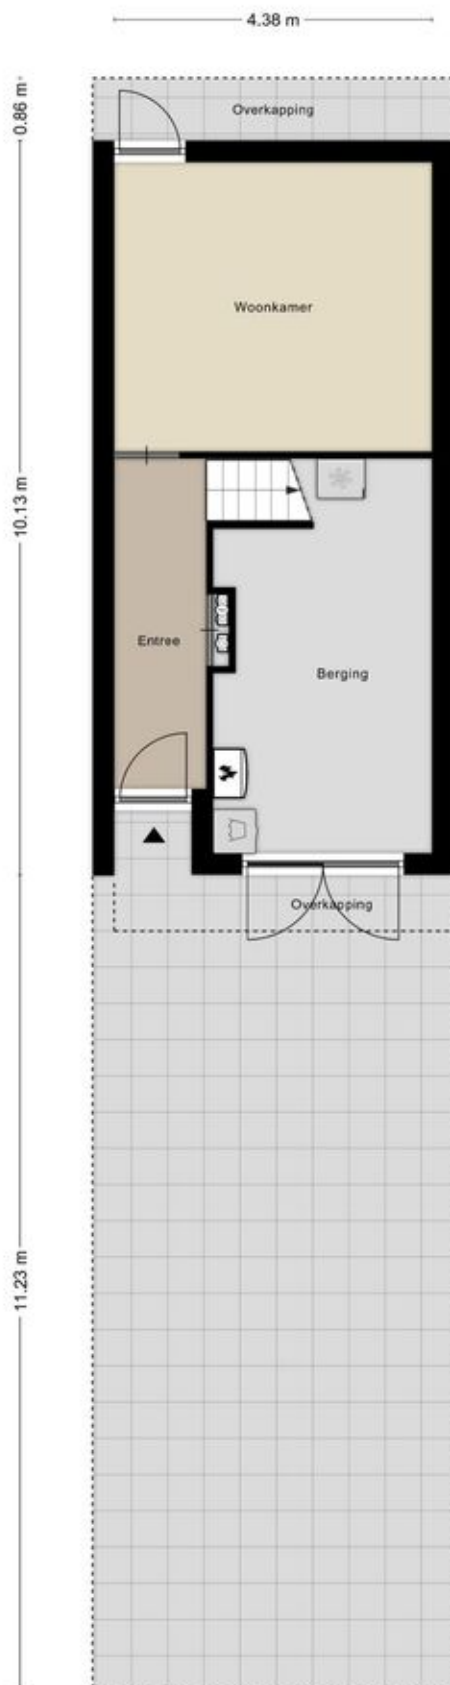 4.38 m
0.86 m
Overkapping
Woonkamer
10.13 m
Entree
Berging
Overkapping
11.23 m